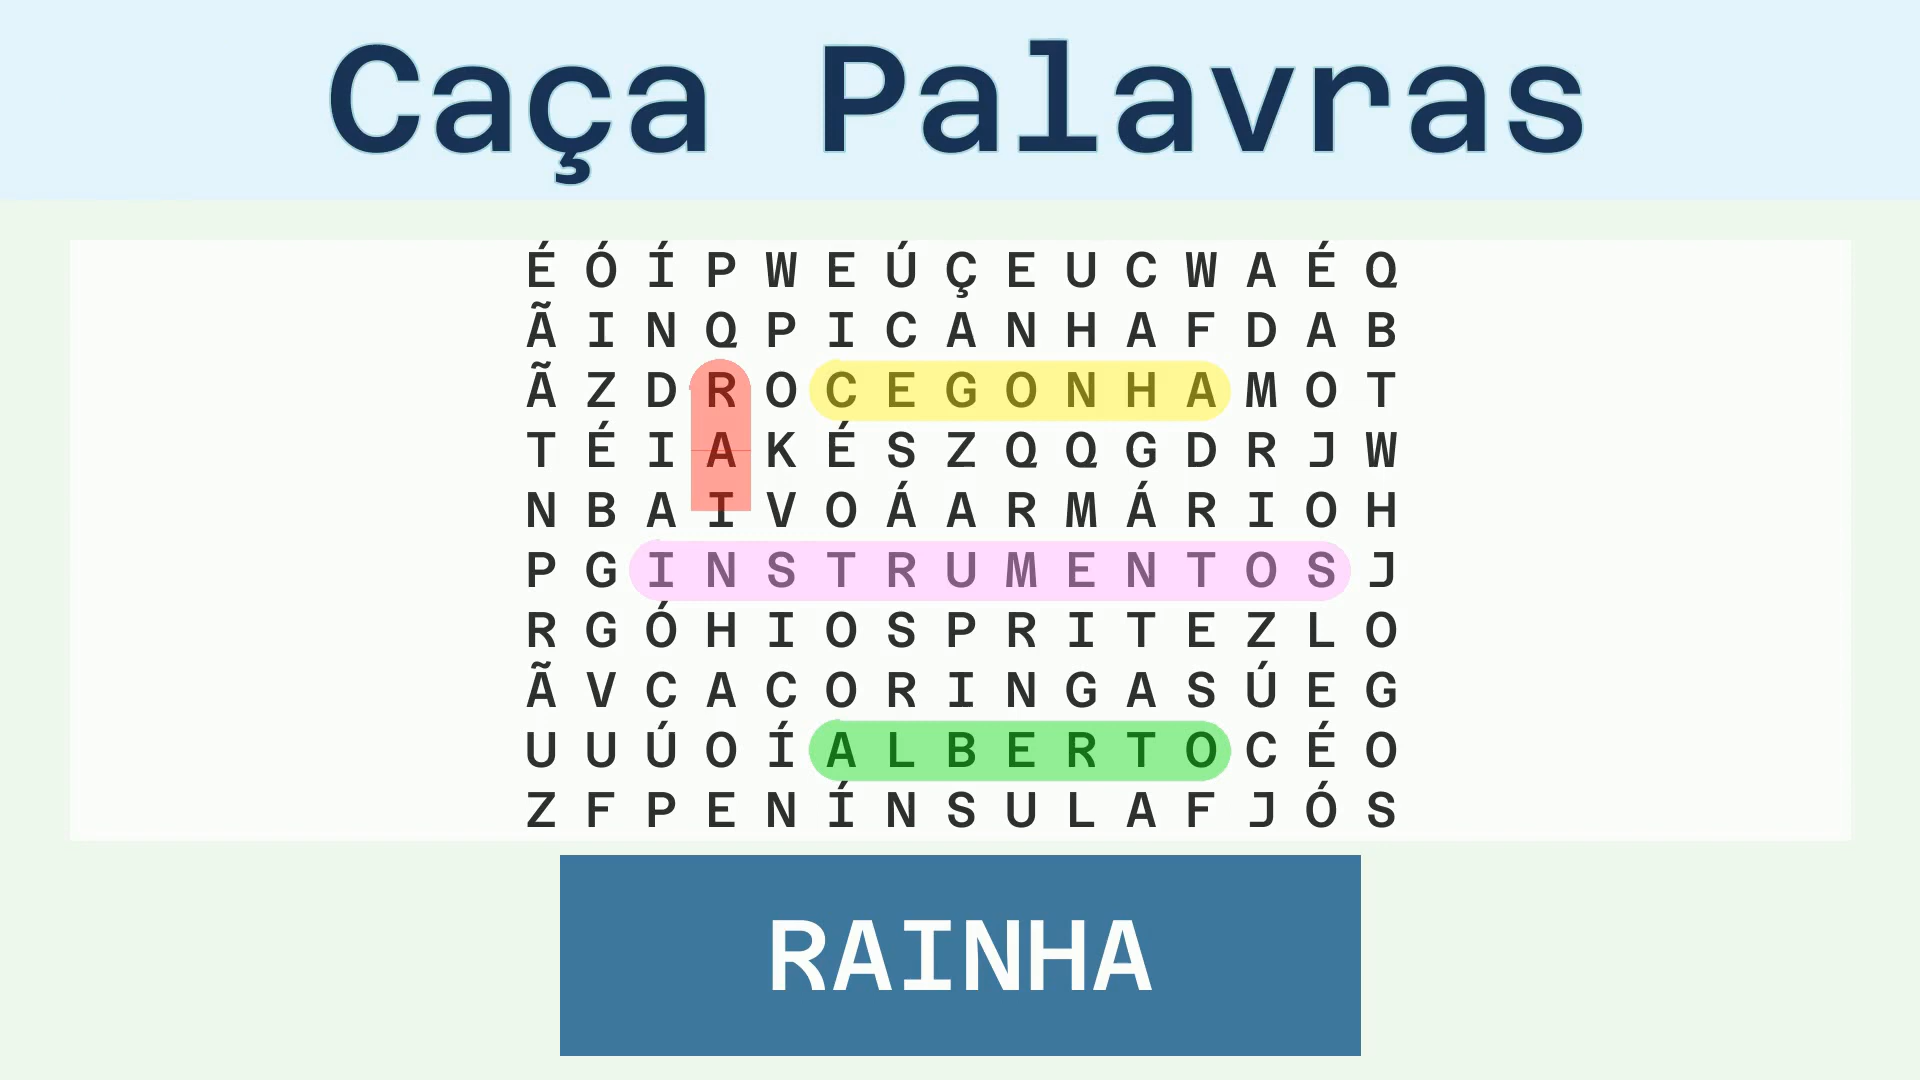 Caça Palavras
É Ó Í P W E Ú Ç E U C W A É Q
Ã I N Q P I C A N H A F D A B
Ã Z D R O C E G O N H A M O T
T É I A K É S Z Q Q G D R J W
N B A I V O Á A R M Á R I O H
P G I N S T R U M E N T O S J
R G Ó H I O S P R I T E Z L O
Ã V C A C O R I N G A S Ú E G
U U Ú O Í A L B E R T O C É O
Z F P E N Í N S U L A F J Ó S
RAINHA